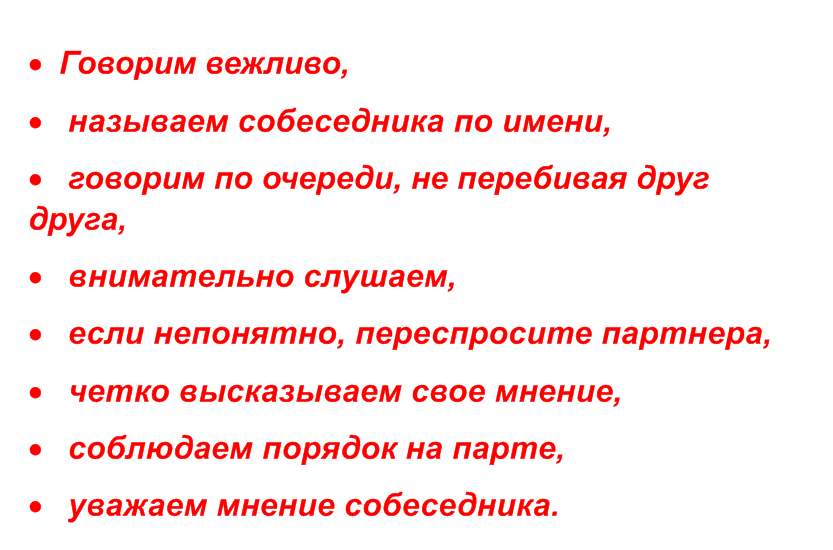 • Говорим вежливо,
• называем собеседника по имени,
• говорим по очереди, не перебивая друг
друга,
• внимательно слушаем,
• если непонятно, переспросите партнера,
• четко высказываем свое мнение,
• соблюдаем порядок на парте,
• уважаем мнение собеседника.